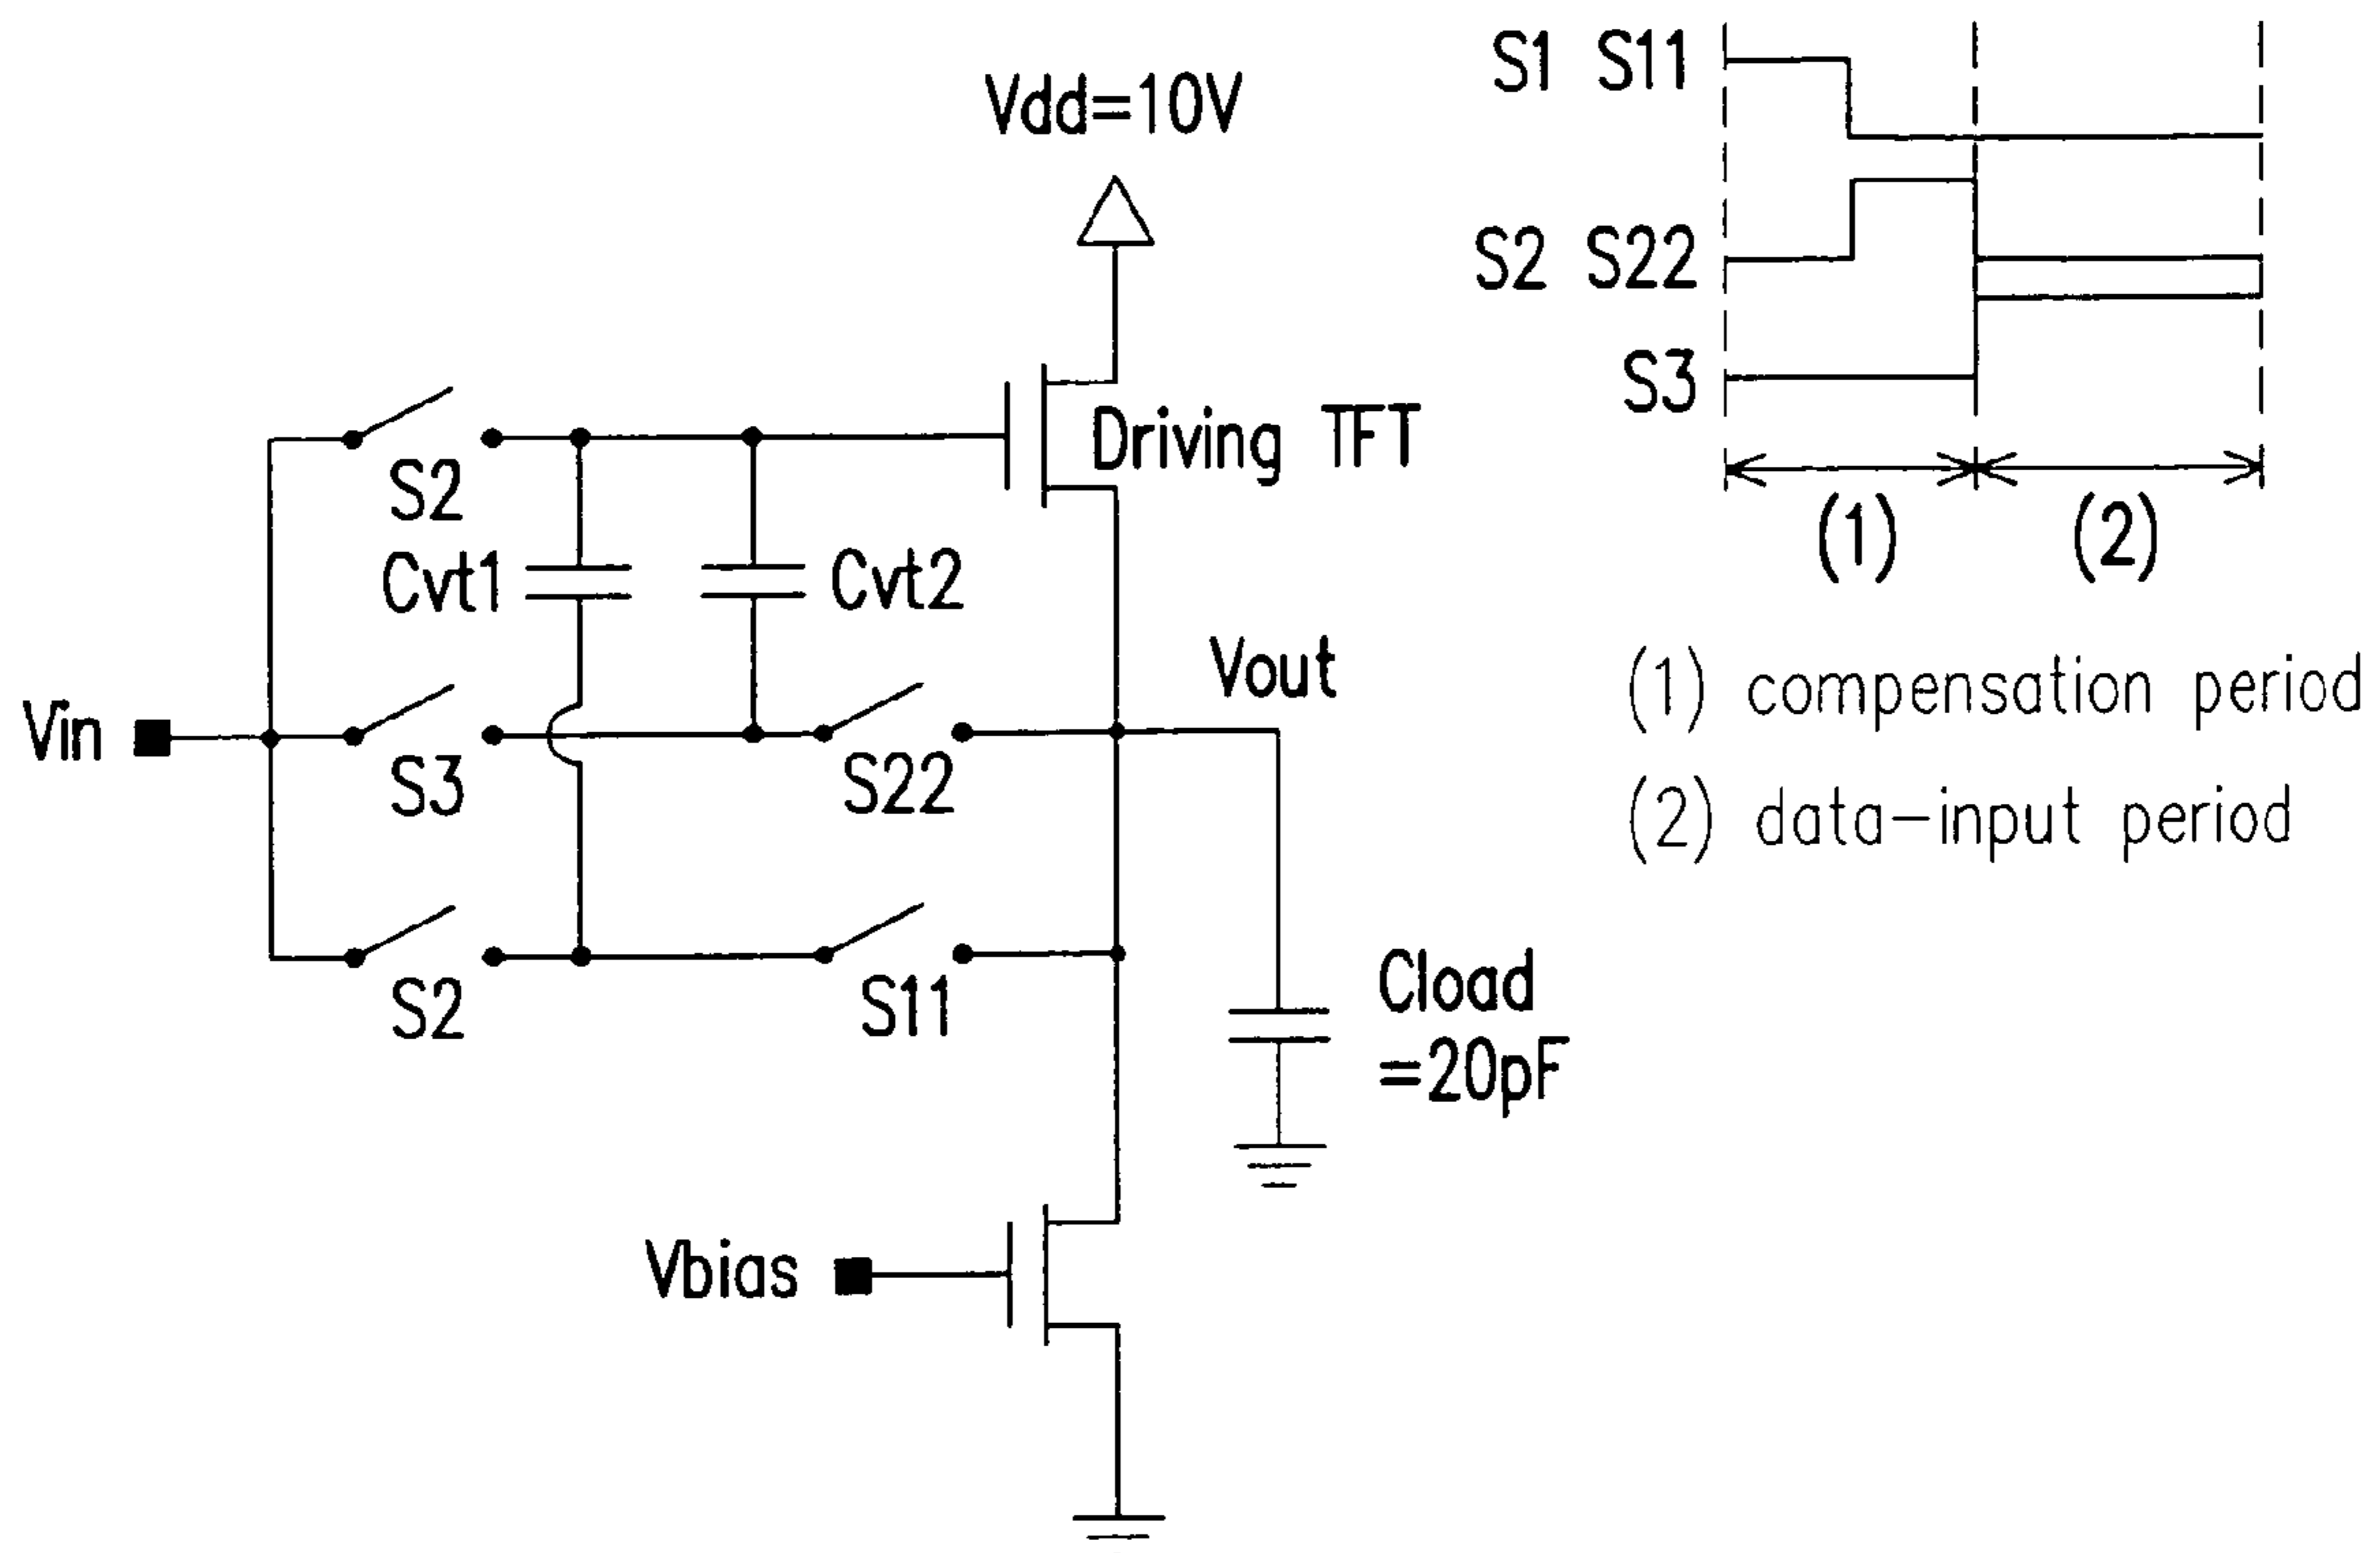 Vdd=10V
S1 S11
S2 S22
S3
(1)
(2)
(1) compensation period
(2) data-input period
S2
Driving TFT
Cvt1
Cvt2
Vout
Vin
S3
S22
S2
S11
Cload
=20pF
Vbias